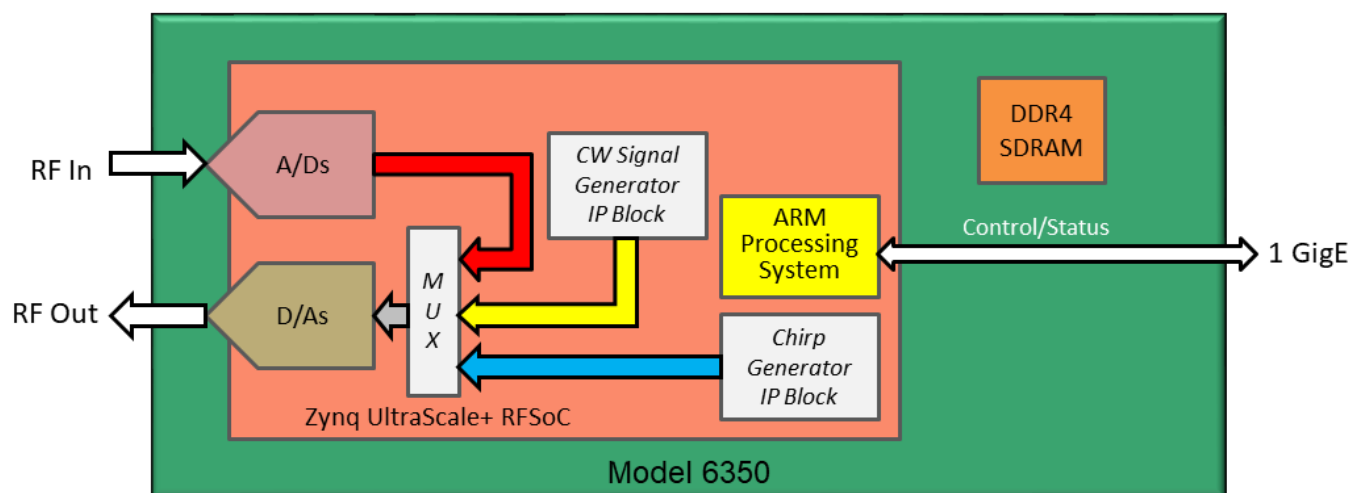 RF In
A/Ds
CW Signal
Generator
IP Block
DDR4
SDRAM
ARM
Processing
System
Control/Status
1 GigE
RF Out
D/As
M
U
X
Chirp
Generator
IP Block
Zynq UltraScale+ RFSoC
Model 6350